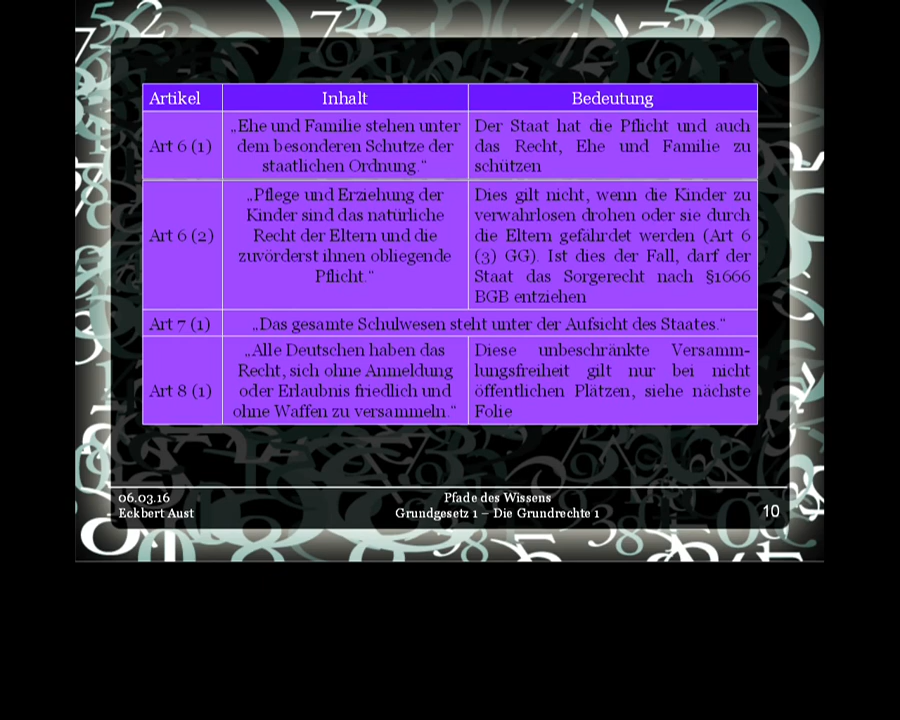 Artikel
Inhalt
Bedeutung
Art 6 (1)
„Ehe und Familie stehen unter
dem besonderen Schutze der
staatlichen Ordnung.“
Der Staat hat die Pflicht und auch
das Recht, Ehe und Familie zu
schützen
Art 6 (2)
„Pflege und Erziehung der
Kinder sind das natürliche
Recht der Eltern und die
zuvörderst ihnen obliegende
Pflicht.“
Dies gilt nicht, wenn die Kinder zu
verwahrlosen drohen oder sie durch
die Eltern gefährdet werden (Art 6
(3) GG). Ist dies der Fall, darf der
Staat das Sorgerecht nach §1666
BGB entziehen
Art 7 (1)
„Das gesamte Schulwesen steht unter der Aufsicht des Staates.“
Art 8 (1)
„Alle Deutschen haben das
Recht, sich ohne Anmeldung
oder Erlaubnis friedlich und
ohne Waffen zu versammeln.“
Diese unbeschränkte Versamm-
lungsfreiheit gilt nur bei nicht
öffentlichen Plätzen, siehe nächste
Folie
06.03.16
Eckbert Aust
Pfade des Wissens
Grundgesetz 1 – Die Grundrechte 1
10